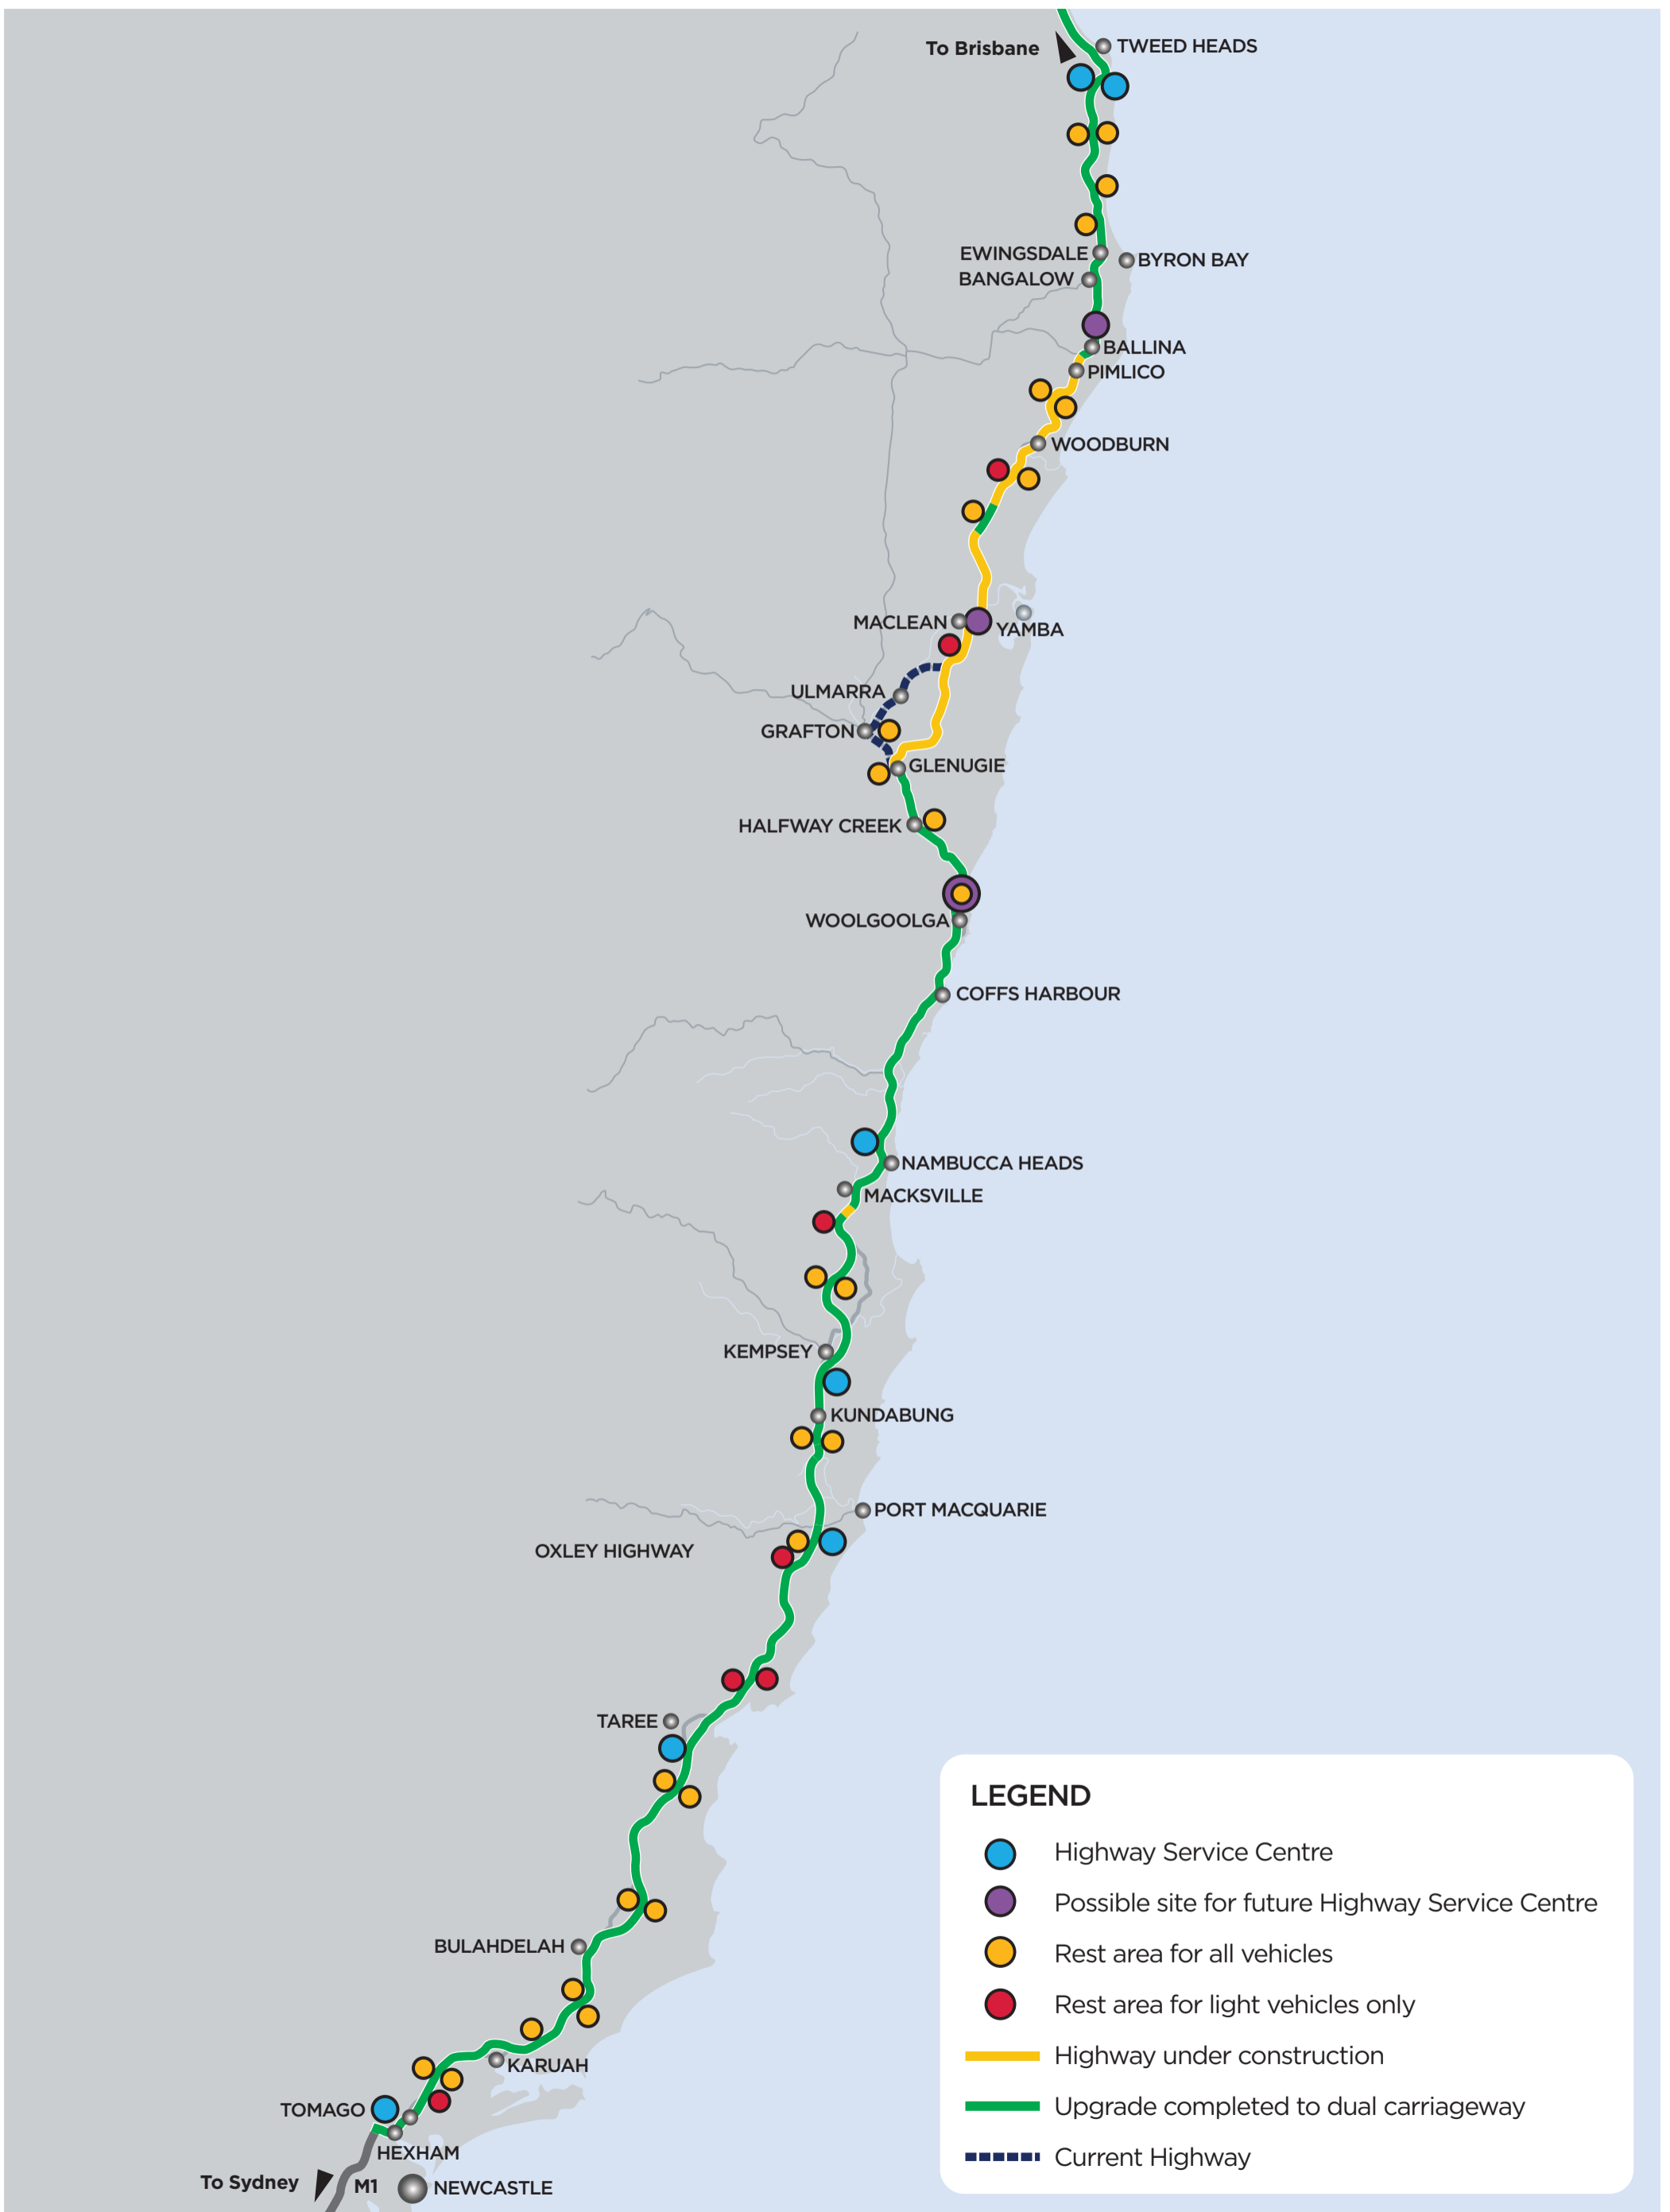 To Brisbane
TWEED HEADS
EWINGSDALE
BYRON BAY
BANGALOW
BALLINA
PIMLICO
WOODBURN
MACLEAN
YAMBA
ULMARRA
GRAFTON
GLENUGIE
HALFWAY CREEK
WOOLGOOLGA
COFFS HARBOUR
NAMBUCCA HEADS
MACKSVILLE
KEMPSEY
KUNDABUNG
PORT MACQUARIE
OXLEY HIGHWAY
TAREE
BULAHDELAH
KARUAH
TOMAGO
HEXHAM
To Sydney
M1
NEWCASTLE
LEGEND
Highway Service Centre
Possible site for future Highway Service Centre
Rest area for all vehicles
Rest area for light vehicles only
Highway under construction
Upgrade completed to dual carriageway
Current Highway